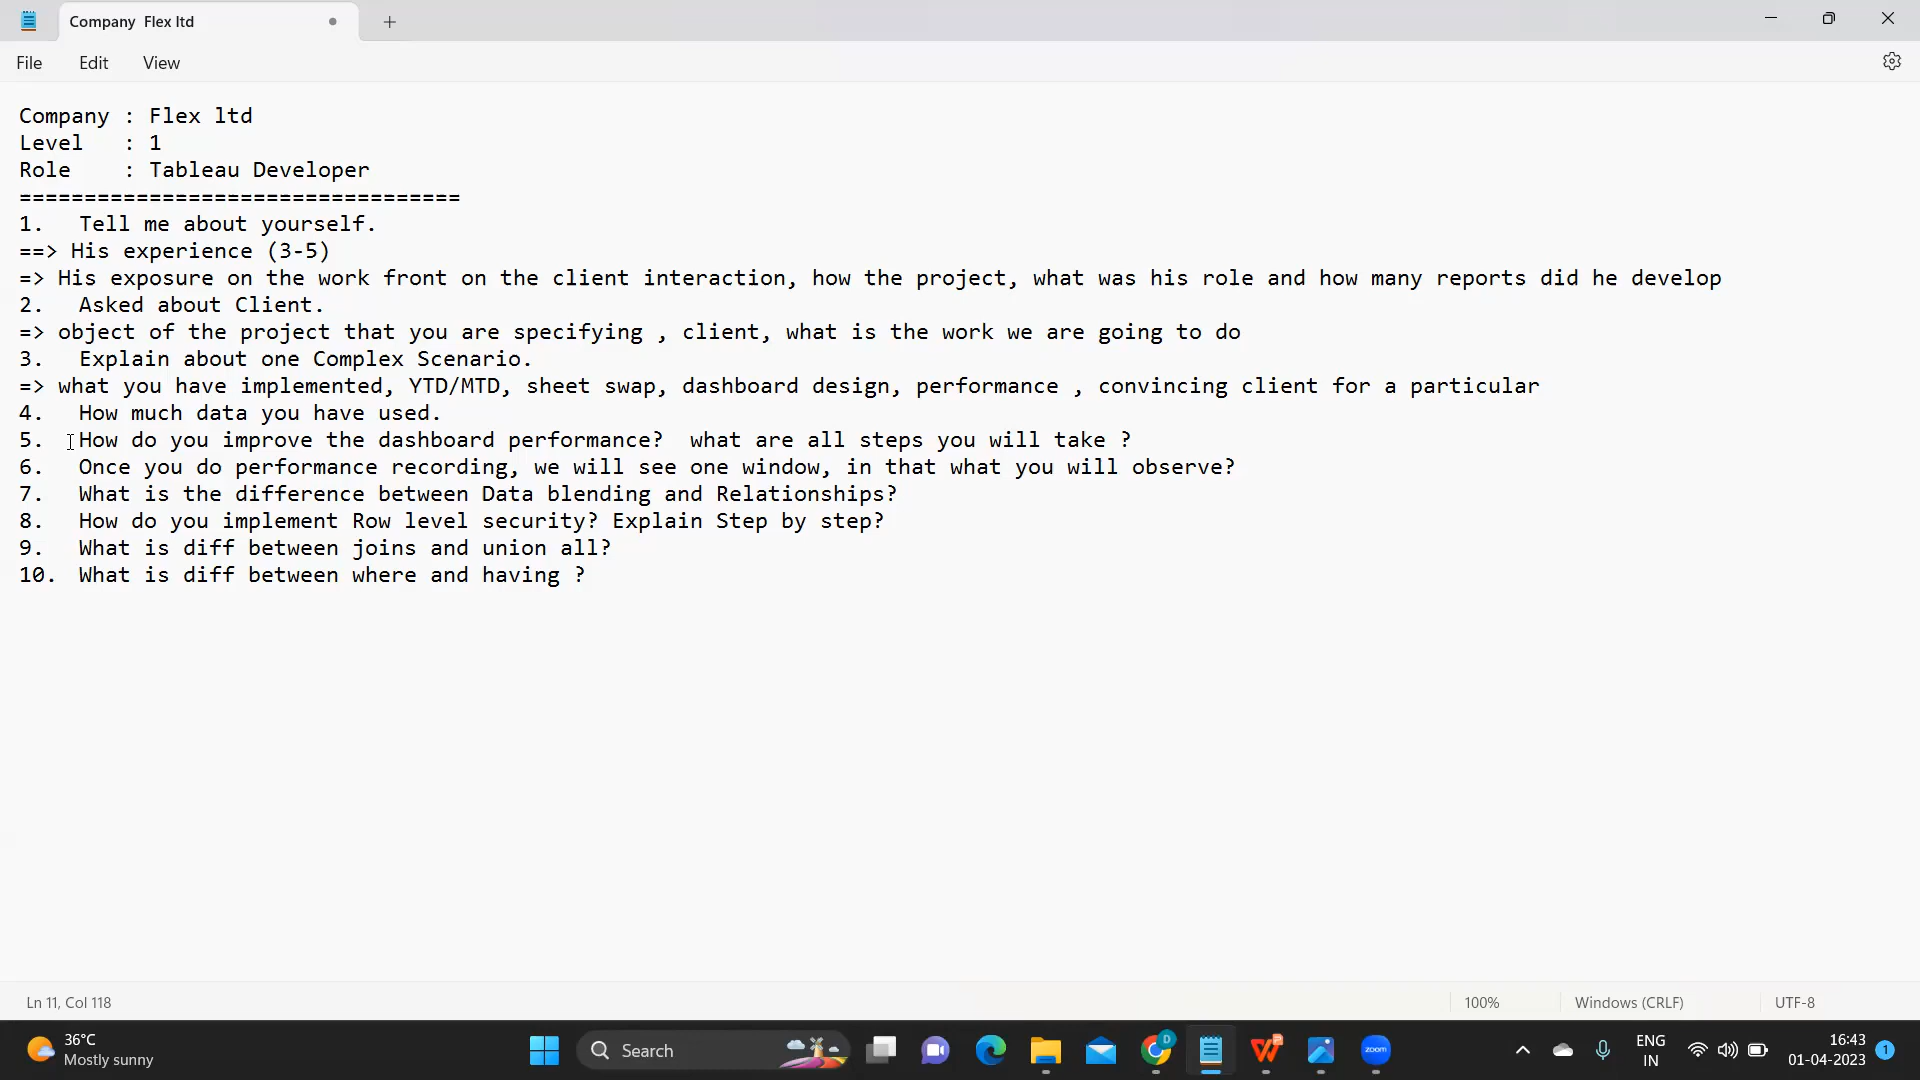 Company  Flex ltd
File Edit View
Company : Flex ltd
Level   : 1
Role    : Tableau Developer
==================================
1.   Tell me about yourself.
==> His experience (3-5)
=> His exposure on the work front on the client interaction, how the project, what was his role and how many reports did he develop
2.   Asked about Client.
=> object of the project that you are specifying , client, what is the work we are going to do
3.   Explain about one Complex Scenario.
=> what you have implemented, YTD/MTD, sheet swap, dashboard design, performance , convincing client for a particular
4.   How much data you have used.
5.   How do you improve the dashboard performance?  what are all steps you will take ?
6.   Once you do performance recording, we will see one window, in that what you will observe?
7.   What is the difference between Data blending and Relationships?
8.   How do you implement Row level security? Explain Step by step?
9.   What is diff between joins and union all?
10.  What is diff between where and having ?
Ln 11, Col 118 100% Windows (CRLF) UTF-8
36°C
Mostly sunny
Search
D
zoom
ENG
IN
16:43
01-04-2023
1